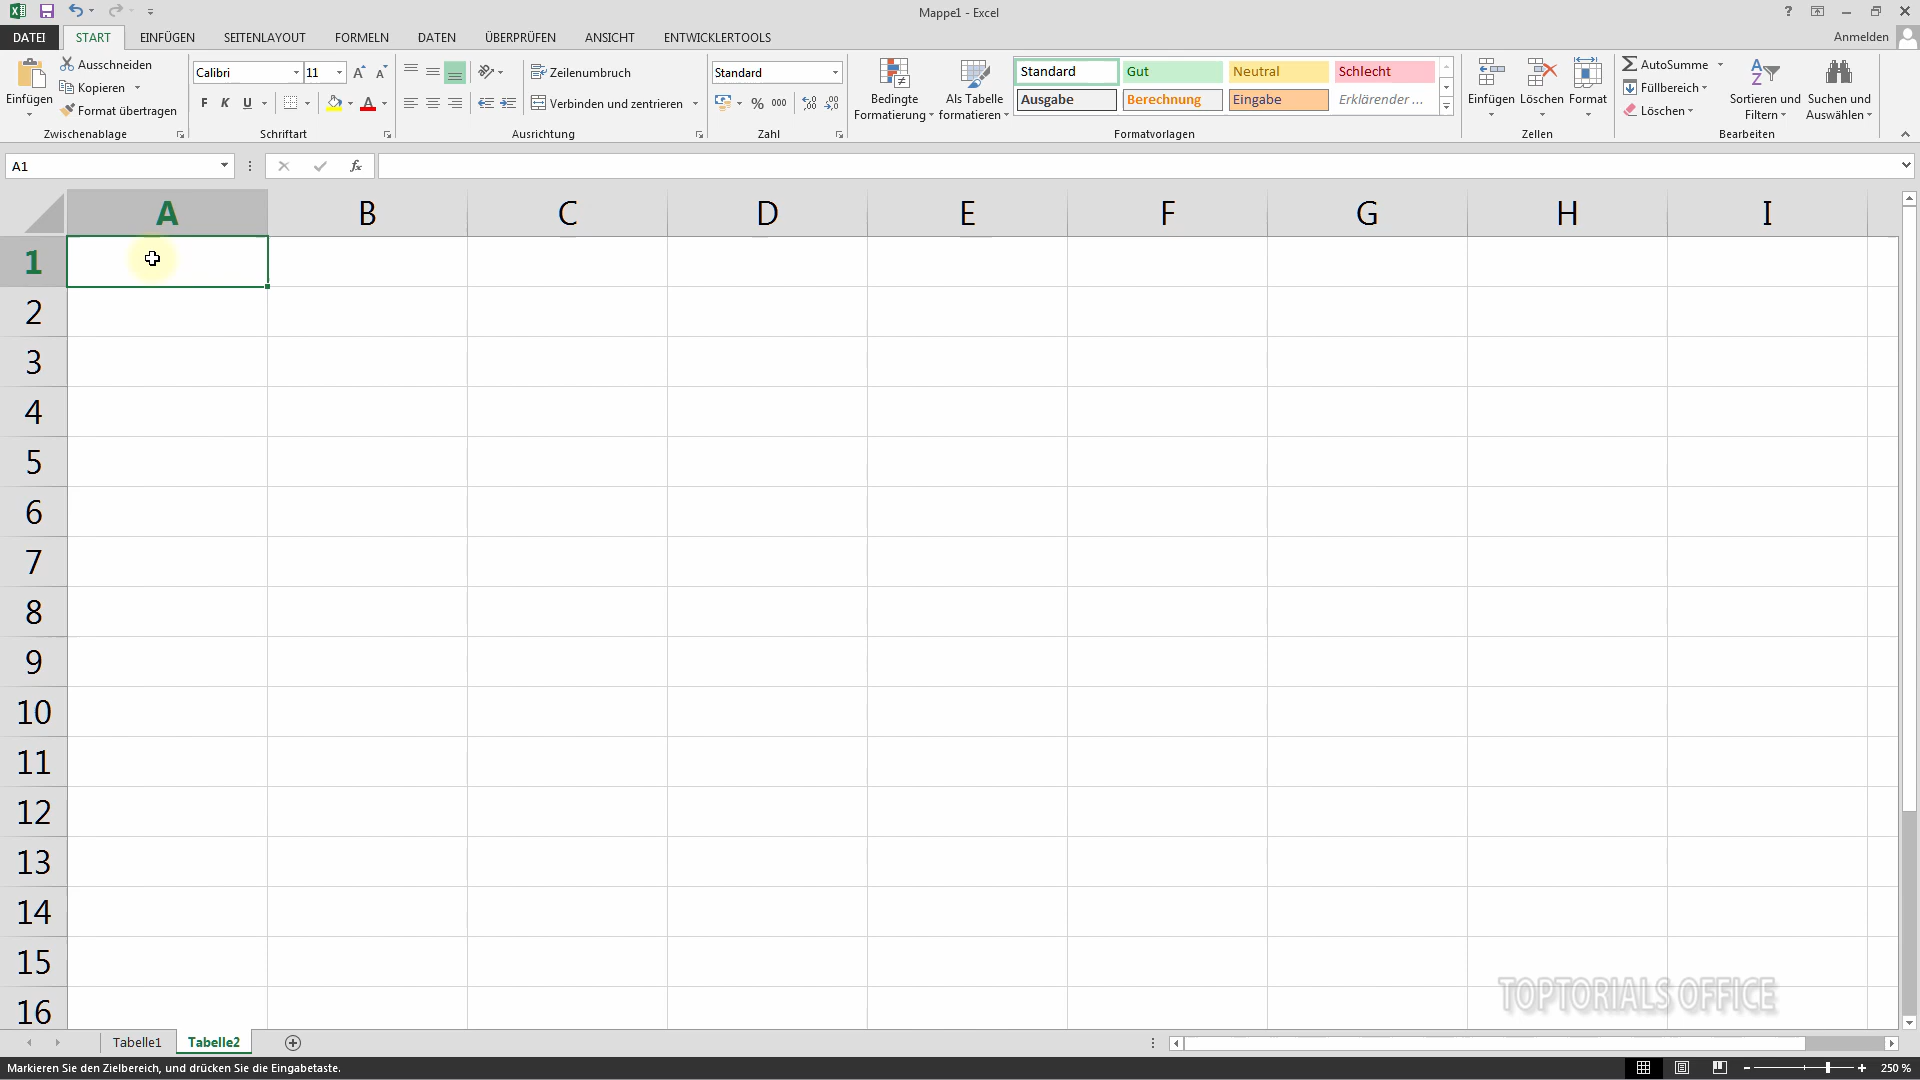 Mappe1 - Excel
DATEI START EINFÜGEN SEITENLAYOUT FORMELN DATEN ÜBERPRÜFEN ANSICHT ENTWICKLERTOOLS
Anmelden
Einfügen
Ausschneiden
Kopieren
Format übertragen
Zwischenablage
Calibri 11
F K U
Schriftart
Zeilenumbruch
Verbinden und zentrieren
Ausrichtung
Standard
% 000
Zahl
Bedingte
Formatierung
Als Tabelle
formatieren
Standard Gut Neutral Schlecht
Ausgabe Berechnung Eingabe Erklärender ...
Formatvorlagen
Einfügen Löschen Format
Zellen
AutoSumme
Füllbereich
Löschen
Sortieren und
Filtern
Suchen und
Auswählen
Bearbeiten
A1
fx
A B C D E F G H I
1
2
3
4
5
6
7
8
9
10
11
12
13
14
15
16
TOPTORIALS OFFICE
Tabelle1 Tabelle2
Markieren Sie den Zielbereich, und drücken Sie die Eingabetaste.
250 %